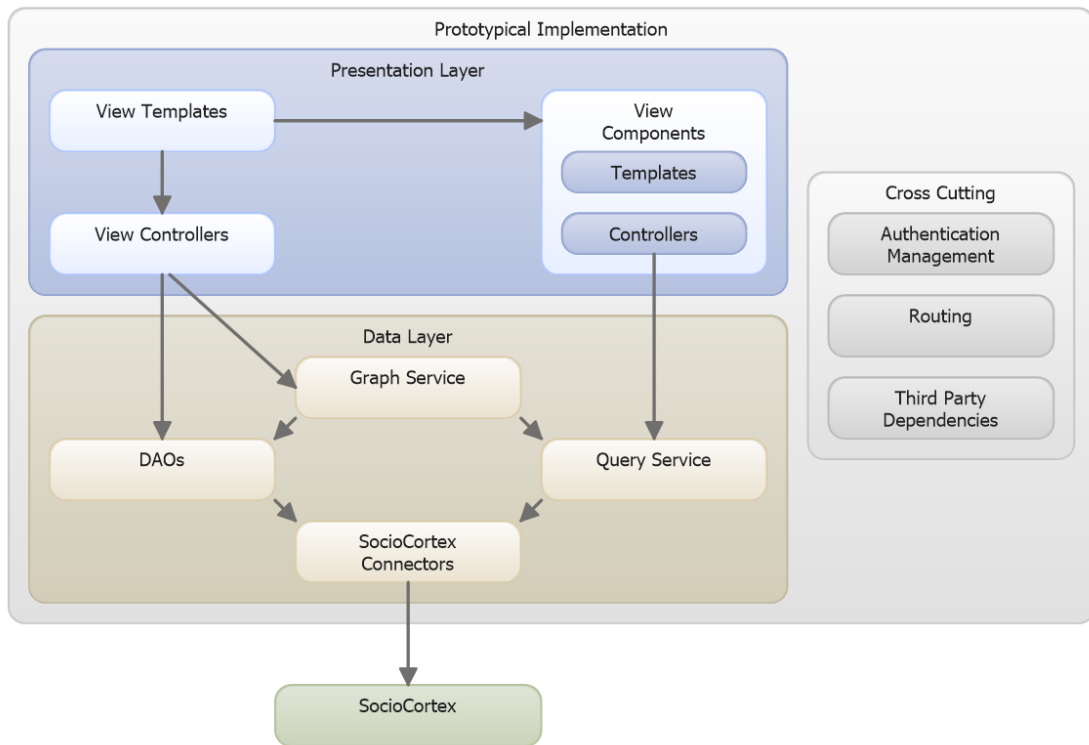 Prototypical Implementation
Presentation Layer
View Templates
View
Components
Templates
View Controllers
Controllers
Cross Cutting
Authentication
Management
Routing
Third Party
Dependencies
Data Layer
Graph Service
DAOs
Query Service
SocioCortex
Connectors
SocioCortex